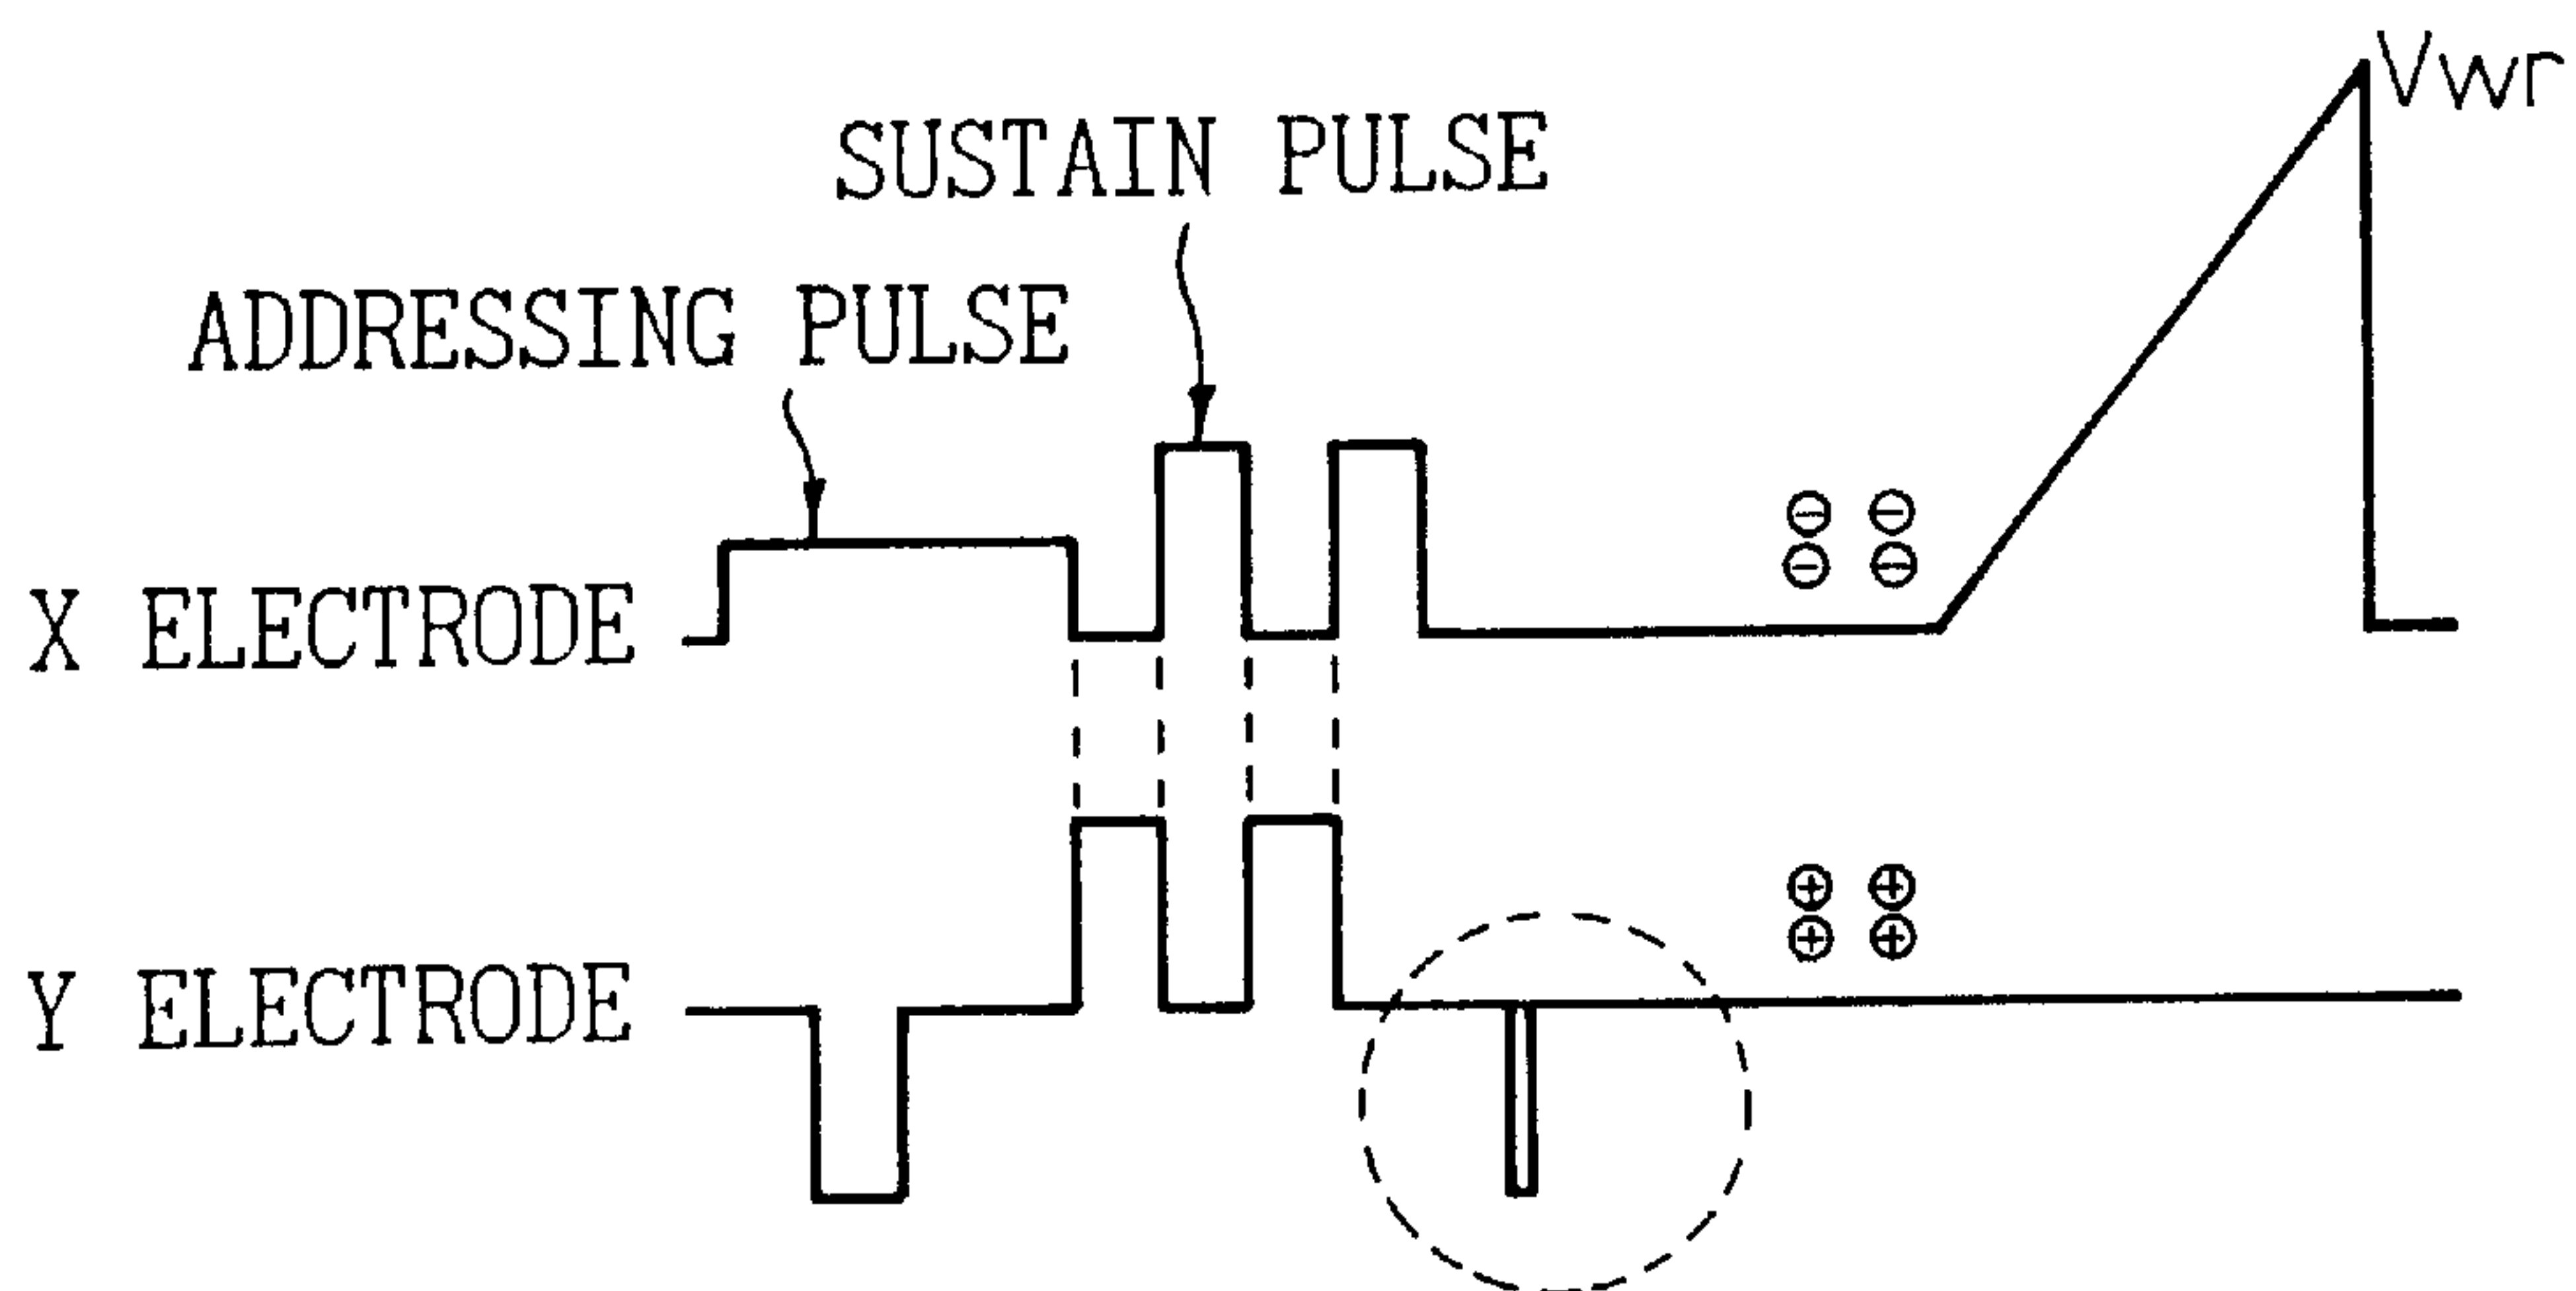 Vwr
SUSTAIN PULSE
ADDRESSING PULSE
X ELECTRODE
⊖ ⊖
⊖ ⊖
Y ELECTRODE
⊕ ⊕
⊕ ⊕